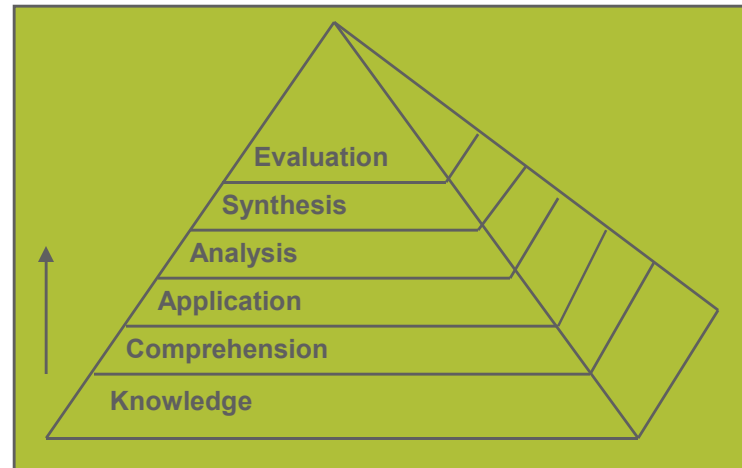 Evaluation
Synthesis
Analysis
Application
Comprehension
Knowledge